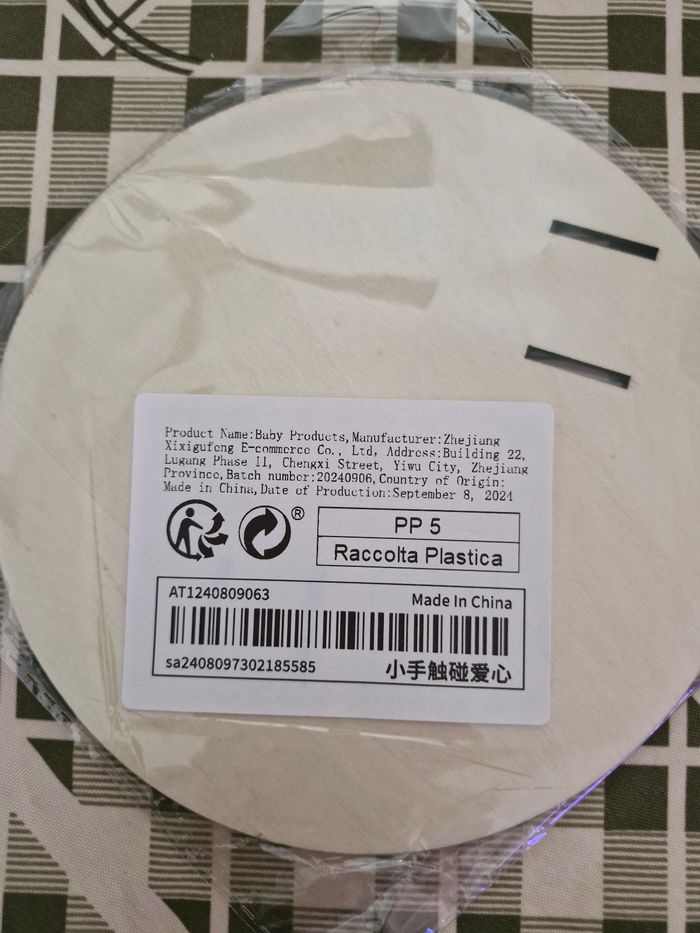 Product Name:Baby Products,Manufacturer:Zhejiang
Xixigufeng E-commerce Co., Ltd, Address:Building 22,
Lugang Phase II, Chengxi Street, Yiwu City, Zhejiang
Province,Batch number:20240906,Country of Origin:
Made in China,Date of Production:September 8, 2024
®
PP 5
Raccolta Plastica
AT1240809063
Made In China
sa2408097302185585
小手触碰爱心